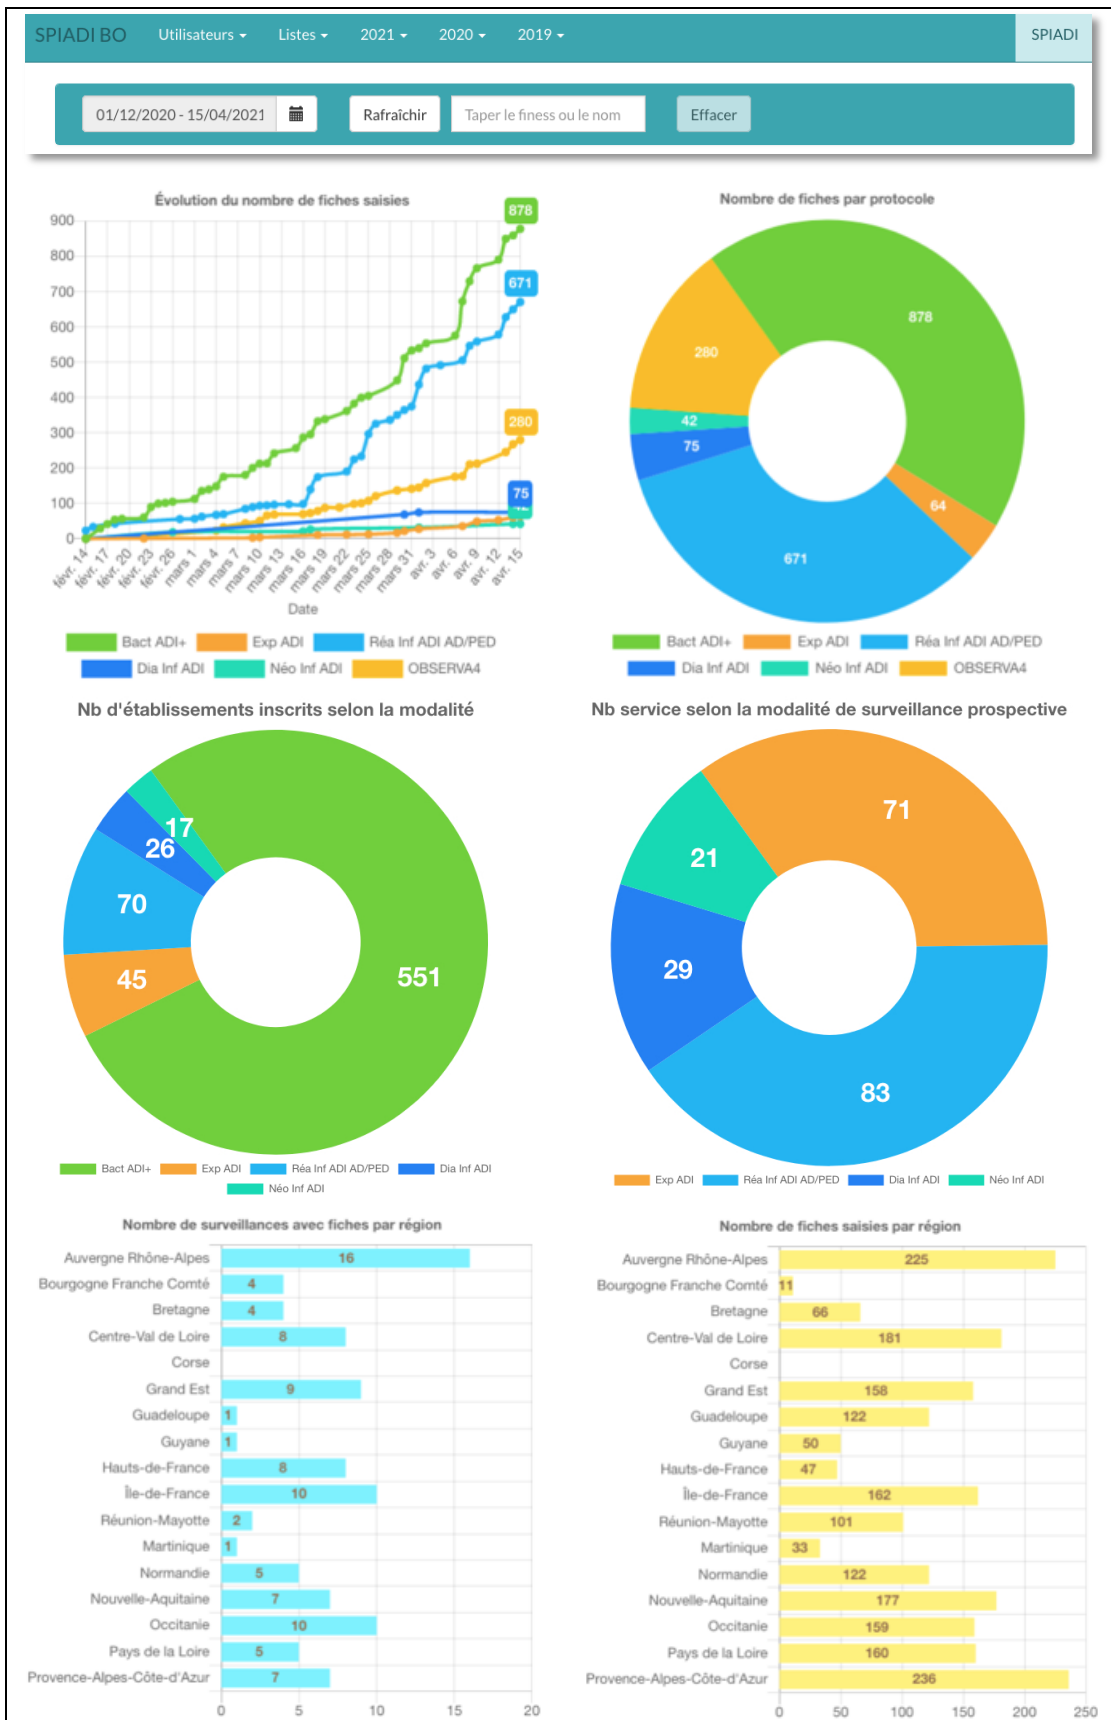 SPIADI BO Utilisateurs Listes 2021 2020 2019 SPIADI
01/12/2020 - 15/04/2021 Rafraîchir Taper le finess ou le nom Effacer
Évolution du nombre de fiches saisies
900
800
700
600
500
400
300
200
100
0
878
671
280
75
févr. 14 févr. 17 févr. 20 févr. 23 févr. 26 mars 1 mars 4 mars 7 mars 10 mars 13 mars 16 mars 19 mars 22 mars 25 mars 28 mars 31 avr. 3 avr. 6 avr. 9 avr. 12 avr. 15
Date
Bact ADI+ Exp ADI Réa Inf ADI AD/PED
Dia Inf ADI Néo Inf ADI OBSERVA4
Nombre de fiches par protocole
878
280
42
75
64
671
Bact ADI+ Exp ADI Réa Inf ADI AD/PED
Dia Inf ADI Néo Inf ADI OBSERVA4
Nb d'établissements inscrits selon la modalité
17
26
70
551
45
Bact ADI+ Exp ADI Réa Inf ADI AD/PED Dia Inf ADI
Néo Inf ADI
Nb service selon la modalité de surveillance prospective
71
21
29
83
Exp ADI Réa Inf ADI AD/PED Dia Inf ADI Néo Inf ADI
Nombre de surveillances avec fiches par région
Auvergne Rhône-Alpes 16
Bourgogne Franche Comté 4
Bretagne 4
Centre-Val de Loire 8
Corse
Grand Est 9
Guadeloupe 1
Guyane 1
Hauts-de-France 8
Île-de-France 10
Réunion-Mayotte 2
Martinique 1
Normandie 5
Nouvelle-Aquitaine 7
Occitanie 10
Pays de la Loire 5
Provence-Alpes-Côte-d'Azur 7
0 5 10 15 20
Nombre de fiches saisies par région
Auvergne Rhône-Alpes 225
Bourgogne Franche Comté 11
Bretagne 66
Centre-Val de Loire 181
Corse
Grand Est 158
Guadeloupe 122
Guyane 50
Hauts-de-France 47
Île-de-France 162
Réunion-Mayotte 101
Martinique 33
Normandie 122
Nouvelle-Aquitaine 177
Occitanie 159
Pays de la Loire 160
Provence-Alpes-Côte-d'Azur 236
0 50 100 150 200 250